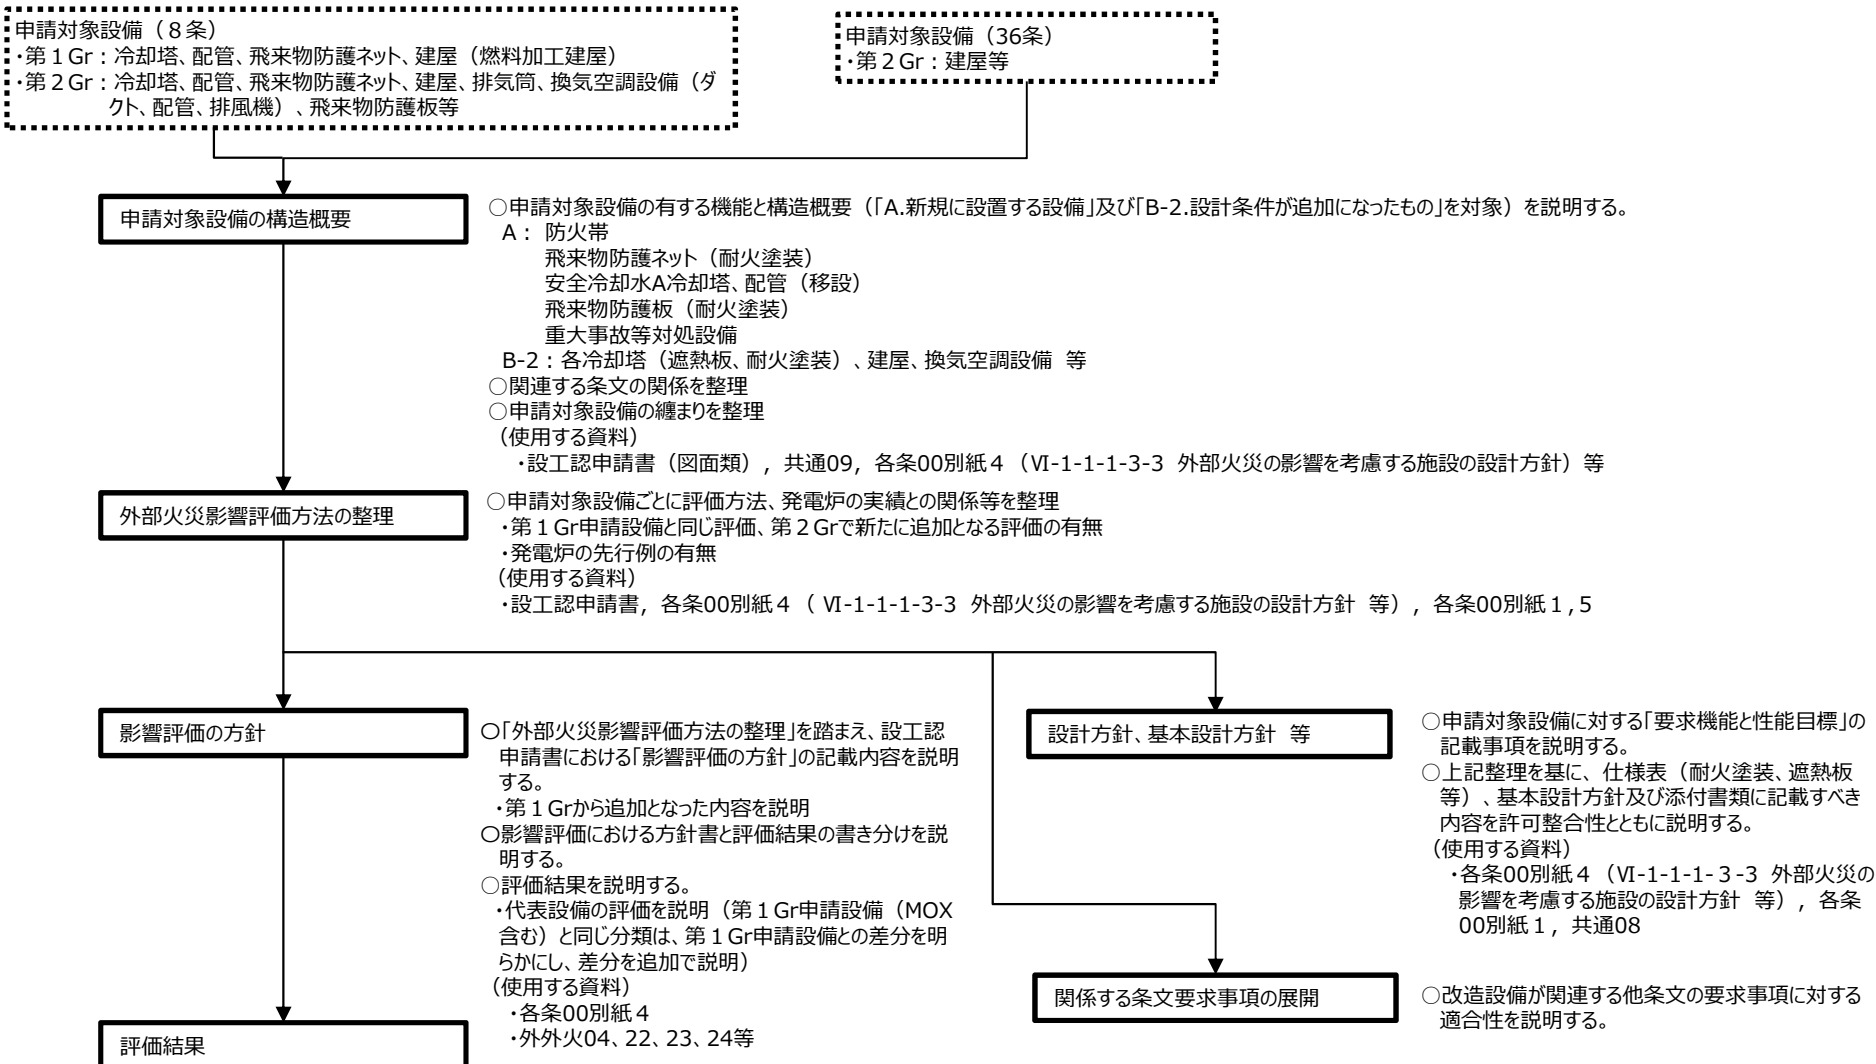 申請対象設備（8条）
・第１Gr：冷却塔、配管、飛来物防護ネット、建屋（燃料加工建屋）
・第２Gr：冷却塔、配管、飛来物防護ネット、建屋、排気筒、換気空調設備（ダ
クト、配管、排風機）、飛来物防護板等
申請対象設備（36条）
・第２Gr：建屋等
申請対象設備の構造概要
○申請対象設備の有する機能と構造概要（「A.新規に設置する設備」及び「B-2.設計条件が追加になったもの」を対象）を説明する。
A： 防火帯
飛来物防護ネット（耐火塗装）
安全冷却水A冷却塔、配管（移設）
飛来物防護板（耐火塗装）
重大事故等対処設備
B-2：各冷却塔（遮熱板、耐火塗装）、建屋、換気空調設備 等
○関連する条文の関係を整理
○申請対象設備の纏まりを整理
（使用する資料）
・設工認申請書（図面類）, 共通09, 各条00別紙４（Ⅵ-1-1-1-3-3 外部火災の影響を考慮する施設の設計方針）等
外部火災影響評価方法の整理
○申請対象設備ごとに評価方法、発電炉の実績との関係等を整理
・第１Gr申請設備と同じ評価、第２Grで新たに追加となる評価の有無
・発電炉の先行例の有無
（使用する資料）
・設工認申請書, 各条00別紙４（ Ⅵ-1-1-1-3-3 外部火災の影響を考慮する施設の設計方針 等）, 各条00別紙１,５
影響評価の方針
○「外部火災影響評価方法の整理」を踏まえ、設工認
申請書における「影響評価の方針」の記載内容を説明
する。
・第１Grから追加となった内容を説明
○影響評価における方針書と評価結果の書き分けを説
明する。
○評価結果を説明する。
・代表設備の評価を説明（第１Gr申請設備（MOX
含む）と同じ分類は、第１Gr申請設備との差分を明
らかにし、差分を追加で説明）
（使用する資料）
・各条00別紙４
・外外火04、22、23、24等
評価結果
設計方針、基本設計方針 等
○申請対象設備に対する「要求機能と性能目標」の
記載事項を説明する。
○上記整理を基に、仕様表（耐火塗装、遮熱板
等）、基本設計方針及び添付書類に記載すべき
内容を許可整合性とともに説明する。
（使用する資料）
・各条00別紙４（Ⅵ-1-1-1-３-3 外部火災の
影響を考慮する施設の設計方針 等）, 各条
00別紙１, 共通08
関係する条文要求事項の展開
○改造設備が関連する他条文の要求事項に対する
適合性を説明する。